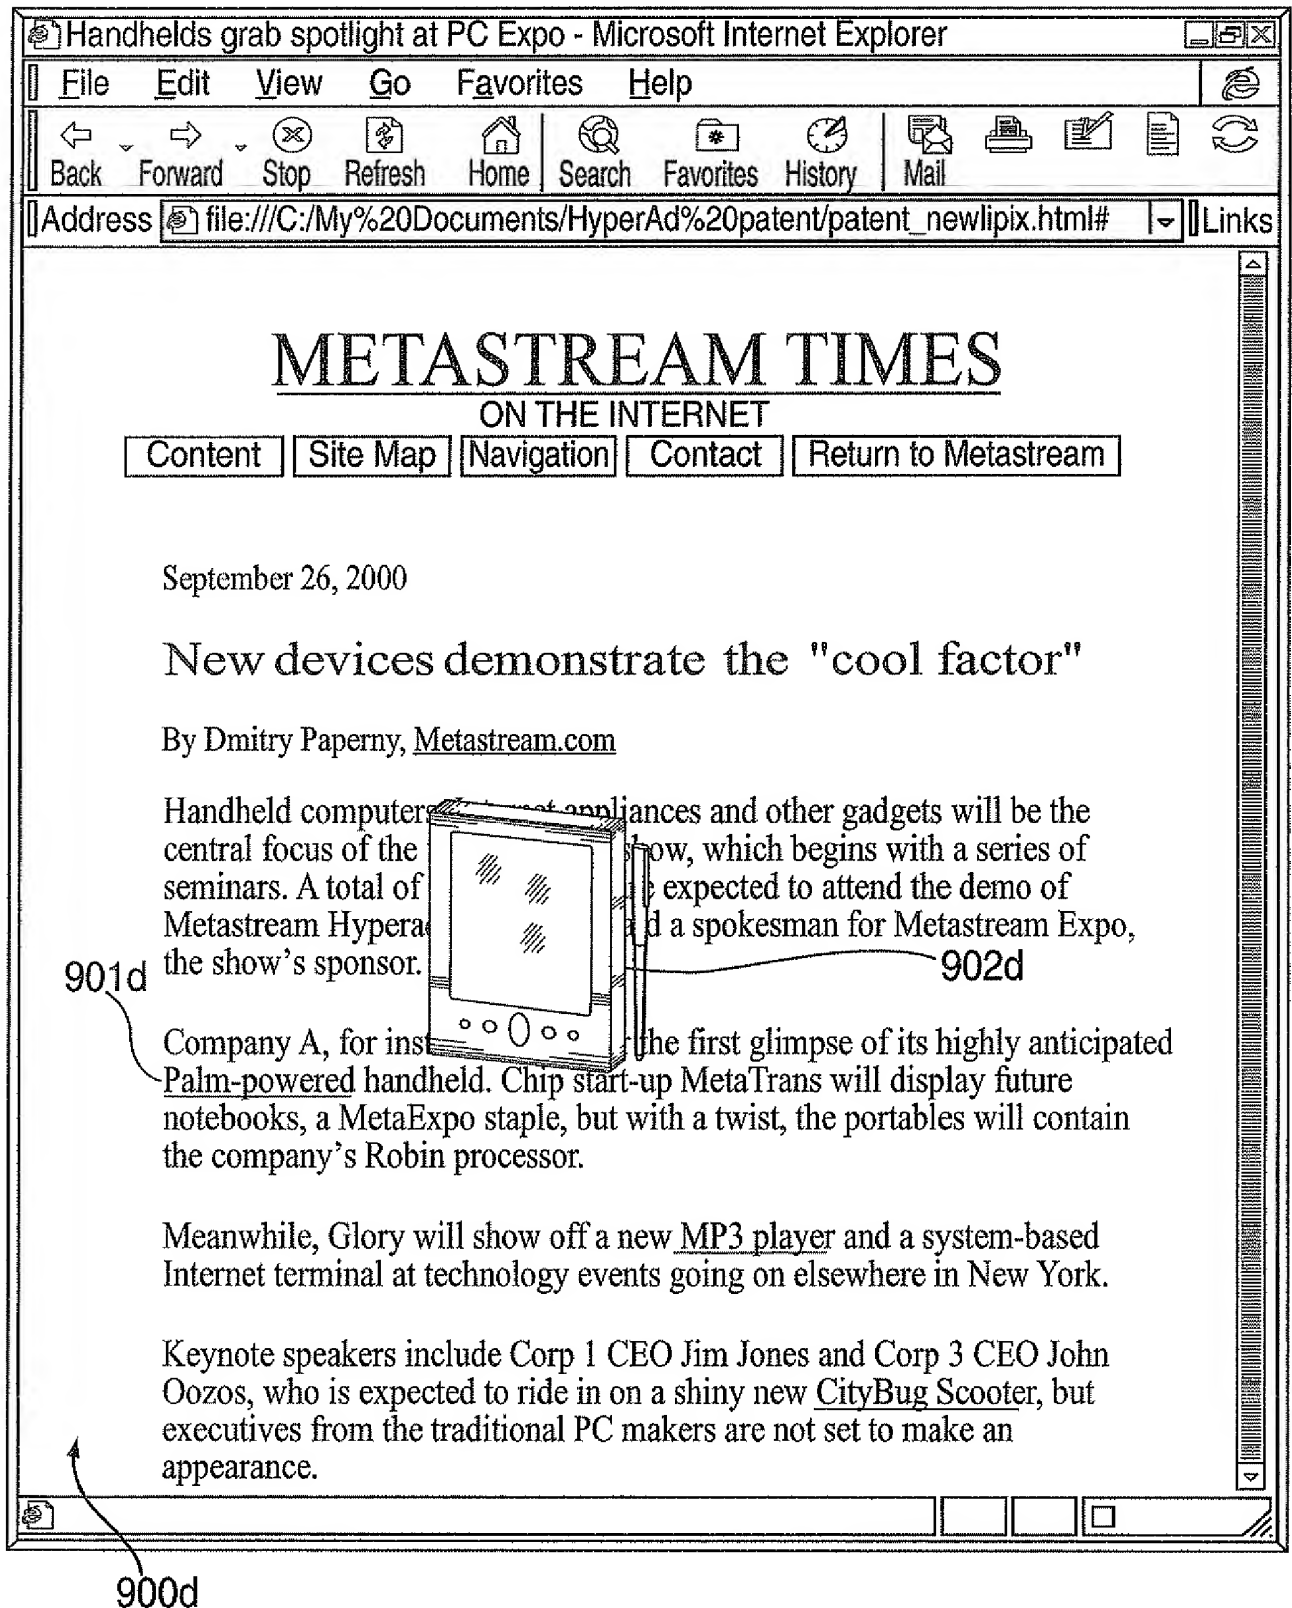 Handhelds grab spotlight at PC Expo - Microsoft Internet Explorer
File Edit View Go Favorites Help
Back Forward Stop Refresh Home Search Favorites History Mail
Address file:///C:/My%20Documents/HyperAd%20patent/patent_newlipix.html# Links
METASTREAM TIMES
ON THE INTERNET
Content Site Map Navigation Contact Return to Metastream
September 26, 2000
New devices demonstrate the "cool factor"
By Dmitry Paperny, Metastream.com
Handheld computers appliances and other gadgets will be the
central focus of the ow, which begins with a series of
seminars. A total of expected to attend the demo of
Metastream Hypera d a spokesman for Metastream Expo,
the show's sponsor.
901d
902d
Company A, for inst the first glimpse of its highly anticipated
Palm-powered handheld. Chip start-up MetaTrans will display future
notebooks, a MetaExpo staple, but with a twist, the portables will contain
the company's Robin processor.
Meanwhile, Glory will show off a new MP3 player and a system-based
Internet terminal at technology events going on elsewhere in New York.
Keynote speakers include Corp 1 CEO Jim Jones and Corp 3 CEO John
Oozos, who is expected to ride in on a shiny new CityBug Scooter, but
executives from the traditional PC makers are not set to make an
appearance.
900d